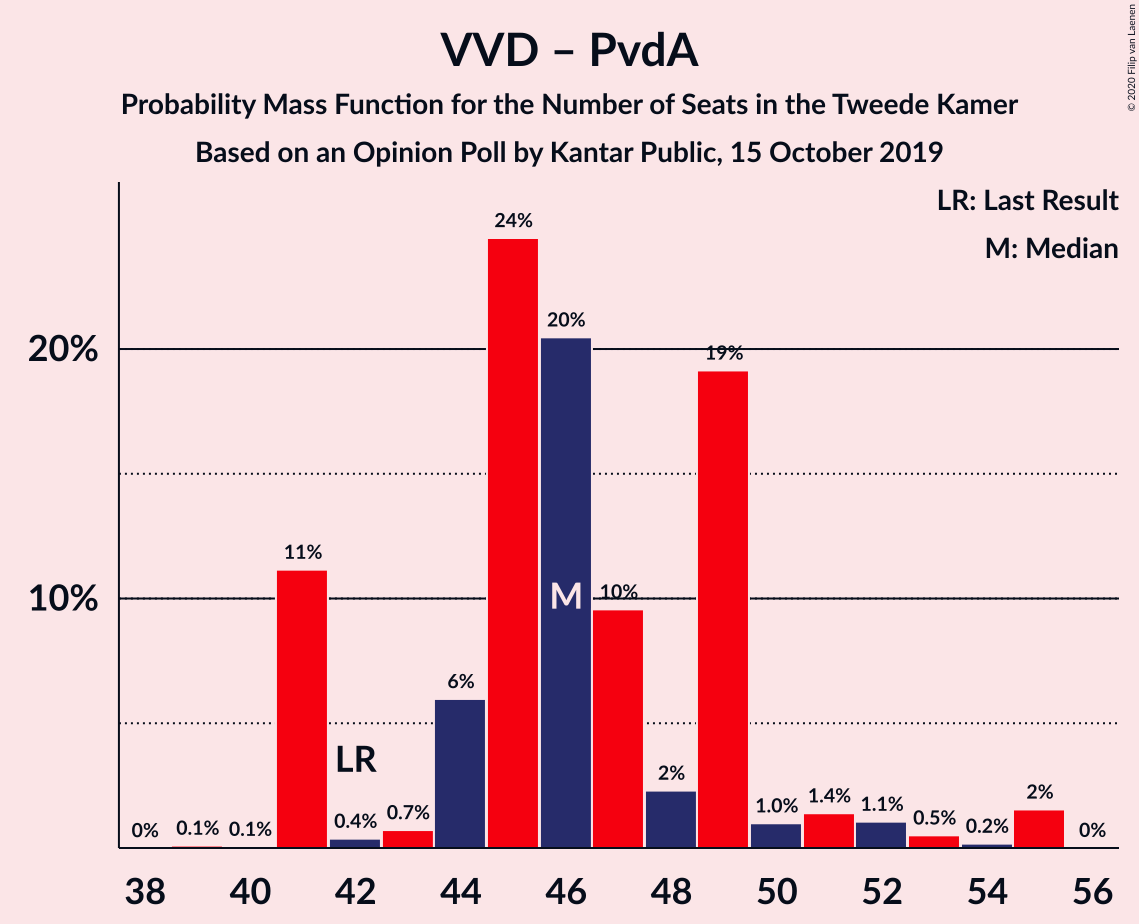 VVD – PvdA
Probability Mass Function for the Number of Seats in the Tweede Kamer
Based on an Opinion Poll by Kantar Public, 15 October 2019
© 2020 Filip van Laenen
LR: Last Result
M: Median
20%
10%
0%
0.1%
0.1%
11%
0.4%
LR
0.7%
6%
24%
20%
M
10%
2%
19%
1.0%
1.4%
1.1%
0.5%
0.2%
2%
0%
38 40 42 44 46 48 50 52 54 56